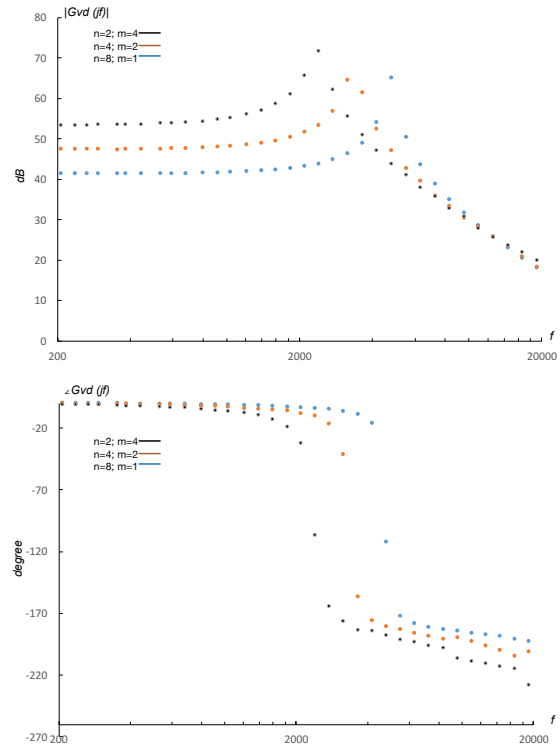 |Gvd (jf)|
80
n=2; m=4
n=4; m=2
n=8; m=1
70
60
50
40
dB
30
20
10
0
200
2000
20000
f
∠Gvd (jf)
-20
n=2; m=4
n=4; m=2
n=8; m=1
-70
-120
degree
-170
-220
-270
200
2000
20000
f